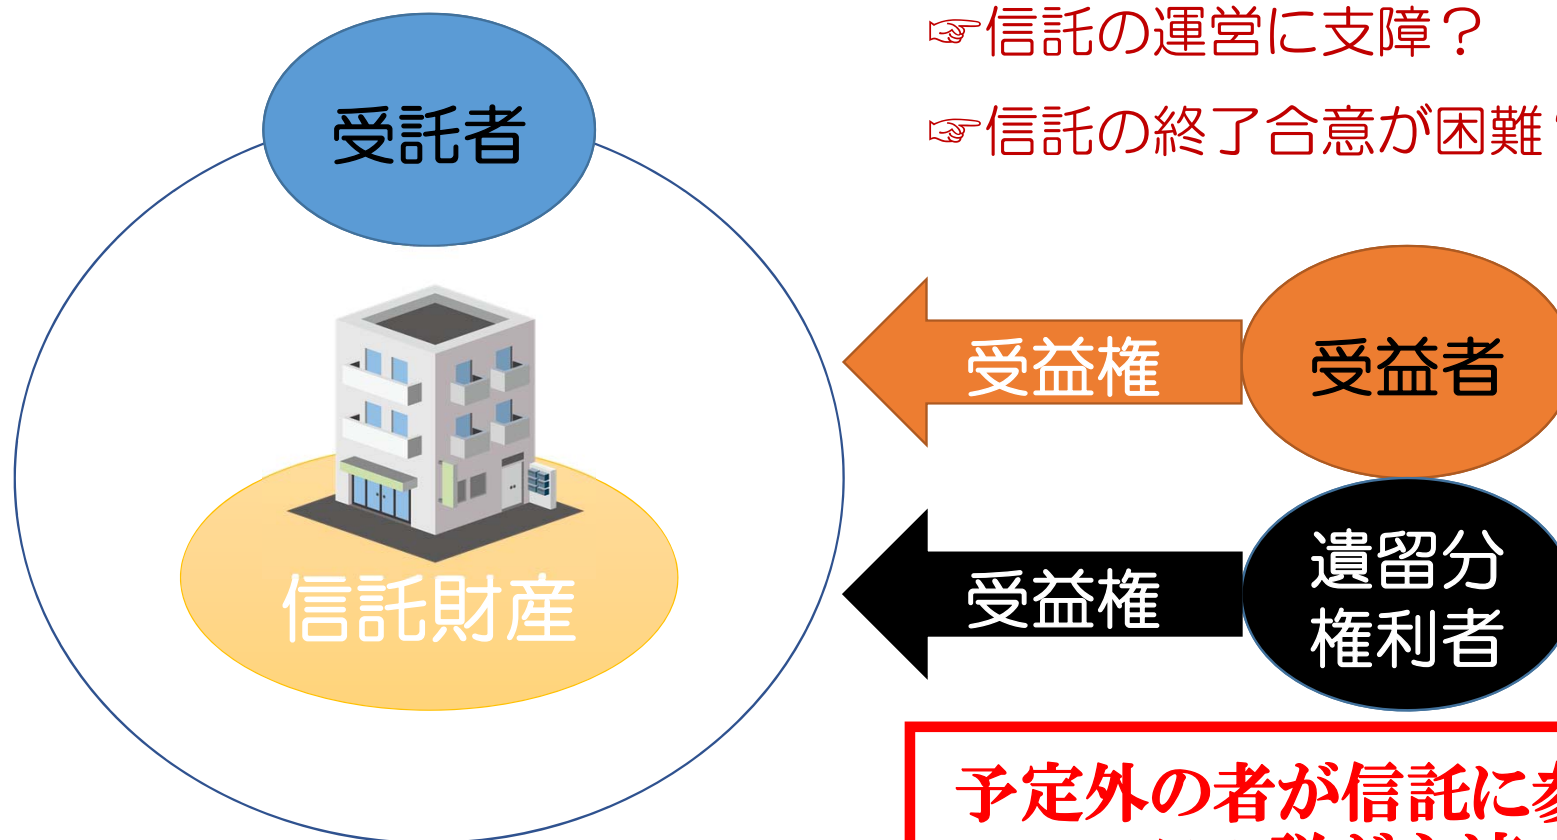 ☞信託の運営に支障？
☞信託の終了合意が困難
受託者
受益権
受益者
信託財産
受益権
遺留分
権利者
予定外の者が信託に参